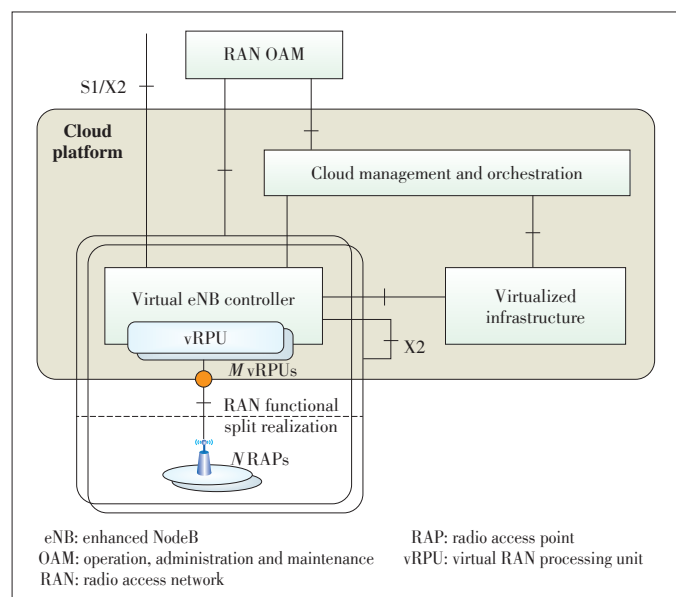 RAN OAM
S1/X2
Cloud
platform
Cloud management and orchestration
Virtual eNB controller
Virtualized
infrastructure
vRPU
X2
M vRPUs
RAN functional
split realization
N RAPs
eNB: enhanced NodeB
OAM: operation, administration and maintenance
RAN: radio access network
RAP: radio access point
vRPU: virtual RAN processing unit